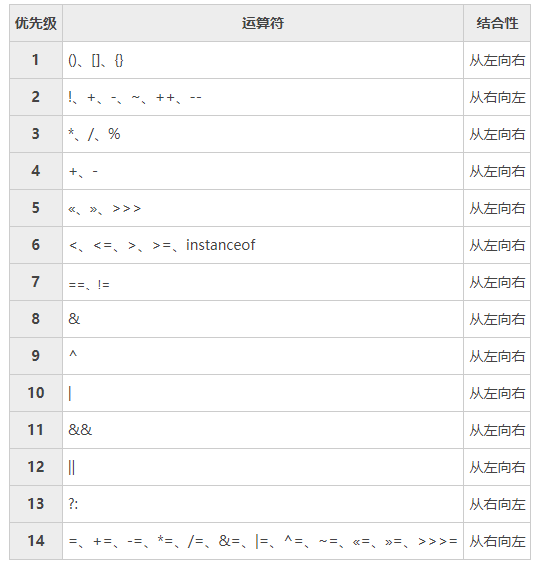 优先级 运算符 结合性
1 ()、[]、{} 从左向右
2 !、+、-、~、++、-- 从右向左
3 *、/、% 从左向右
4 +、- 从左向右
5 «、»、>>> 从左向右
6 <、<=、>、>=、instanceof 从左向右
7 ==、!= 从左向右
8 & 从左向右
9 ^ 从左向右
10 | 从左向右
11 && 从左向右
12 || 从左向右
13 ?: 从右向左
14 =、+=、-=、*=、/=、&=、|=、^=、~=、«=、»=、>>>= 从右向左